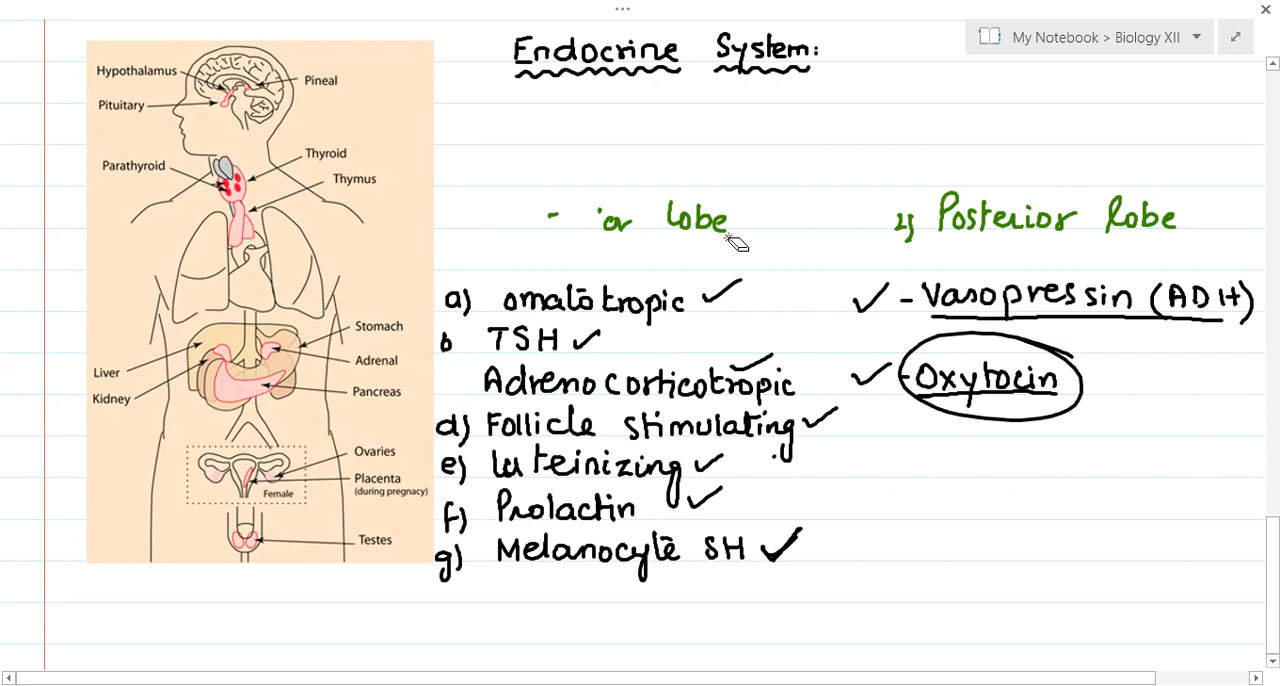 ...
My Notebook > Biology XII
Endocrine System:
Hypothalamus
Pineal
Pituitary
Parathyroid
Thyroid
Thymus
Stomach
Liver
Adrenal
Kidney
Pancreas
Ovaries
Placenta
(during pregnancy)
Female
Testes
- 'or lobe
2) Posterior lobe
a) omatotropic ✓
b TSH ✓
Adrenocorticotropic ✓
d) Follicle stimulating ✓
e) luteinizing ✓
f) Prolactin ✓
g) Melanocyte SH ✓
✓ - Vasopressin (ADH)
✓ - Oxytocin